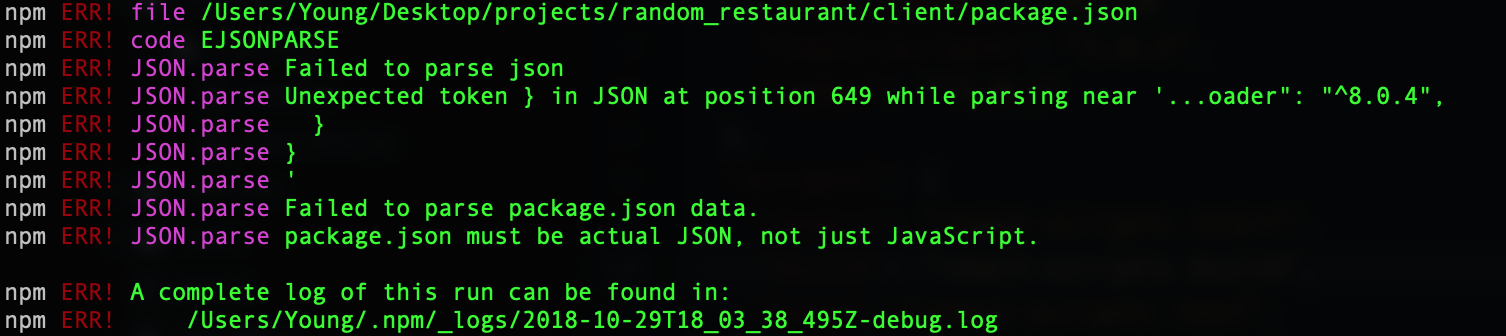 npm ERR! file /Users/Young/Desktop/projects/random_restaurant/client/package.json
npm ERR! code EJSONPARSE
npm ERR! JSON.parse Failed to parse json
npm ERR! JSON.parse Unexpected token } in JSON at position 649 while parsing near '...oader": "^8.0.4",
npm ERR! JSON.parse   }
npm ERR! JSON.parse }
npm ERR! JSON.parse '
npm ERR! JSON.parse Failed to parse package.json data.
npm ERR! JSON.parse package.json must be actual JSON, not just JavaScript.
npm ERR! A complete log of this run can be found in:
npm ERR!     /Users/Young/.npm/_logs/2018-10-29T18_03_38_495Z-debug.log